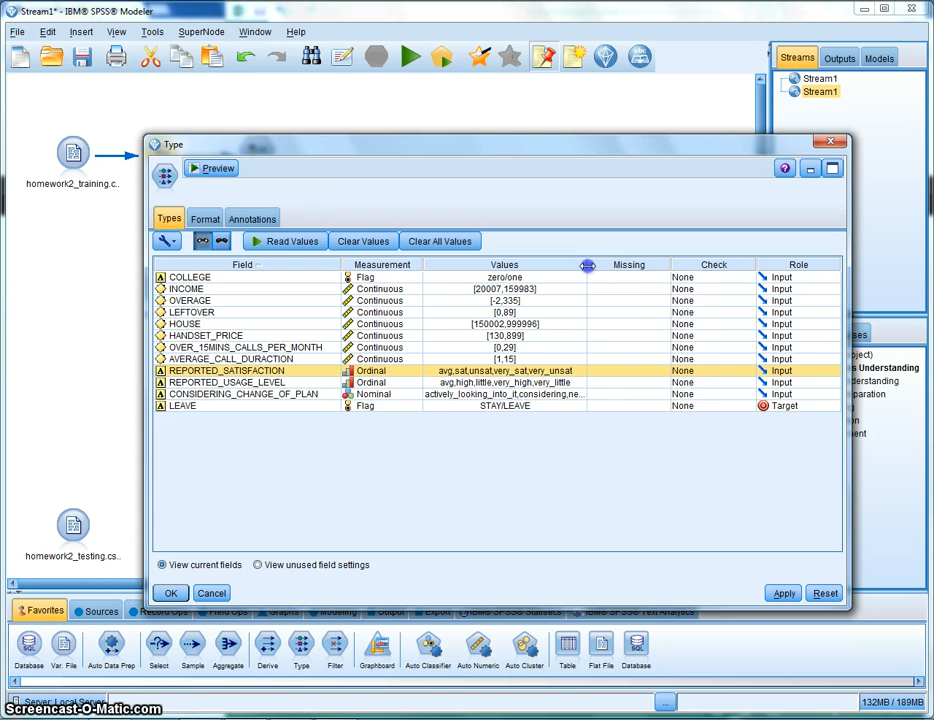 Stream1* - IBM® SPSS® Modeler
File Edit Insert View Tools SuperNode Window Help
Streams Outputs Models
Stream1
Stream1
homework2_training.c..
Type
Preview
Types Format Annotations
Read Values Clear Values Clear All Values
Field Measurement Values Missing Check Role
COLLEGE Flag zero/one None Input
INCOME Continuous [20007,159983] None Input
OVERAGE Continuous [-2,335] None Input
LEFTOVER Continuous [0,89] None Input
HOUSE Continuous [150002,999996] None Input
HANDSET_PRICE Continuous [130,899] None Input
OVER_15MINS_CALLS_PER_MONTH Continuous [0,29] None Input
AVERAGE_CALL_DURACTION Continuous [1,15] None Input
REPORTED_SATISFACTION Ordinal avg,sat,unsat,very_sat,very_unsat None Input
REPORTED_USAGE_LEVEL Ordinal avg,high,little,very_high,very_little None Input
CONSIDERING_CHANGE_OF_PLAN Nominal actively_looking_into_it,considering,ne... None Input
LEAVE Flag STAY/LEAVE None Target
ses
ject)
s Understanding
derstanding
paration
on
ment
homework2_testing.cs..
View current fields View unused field settings
OK Cancel Apply Reset
Favorites Sources Record Ops Field Ops Graphs Modeling Output Export IBM® SPSS® Statistics IBM® SPSS® Text Analytics
Database Var. File Auto Data Prep Select Sample Aggregate Derive Type Filter Graphboard Auto Classifier Auto Numeric Auto Cluster Table Flat File Database
Server: Local Server ... 132MB / 189MB
Screencast-O-Matic.com